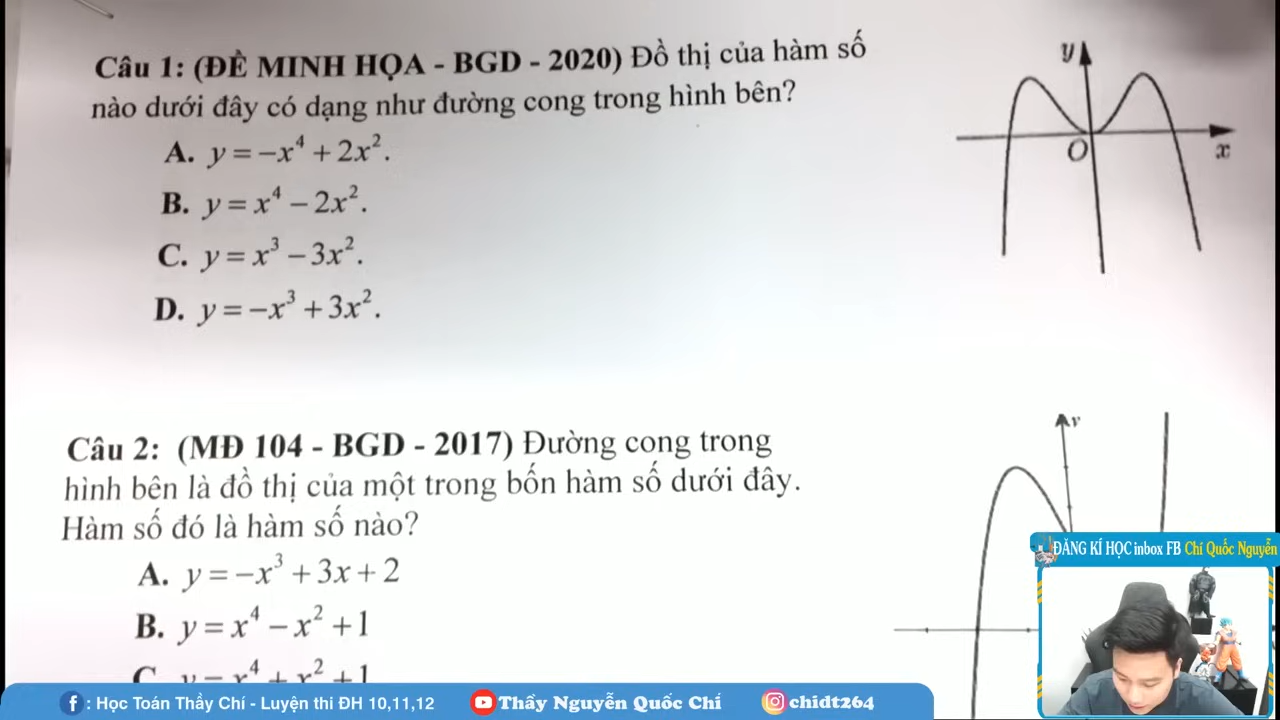 Câu 1: (ĐỀ MINH HỌA - BGD - 2020) Đồ thị của hàm số
nào dưới đây có dạng như đường cong trong hình bên?
A. y = −x⁴ + 2x².
B. y = x⁴ − 2x².
C. y = x³ − 3x².
D. y = −x³ + 3x².
y
O
x
Câu 2: (MĐ 104 - BGD - 2017) Đường cong trong
hình bên là đồ thị của một trong bốn hàm số dưới đây.
Hàm số đó là hàm số nào?
A. y = −x³ + 3x + 2
B. y = x⁴ − x² + 1
y
ĐĂNG KÍ HỌC inbox FB Chí Quốc Nguyễn
: Học Toán Thầy Chí - Luyện thi ĐH 10,11,12
Thầy Nguyễn Quốc Chí
chidt264